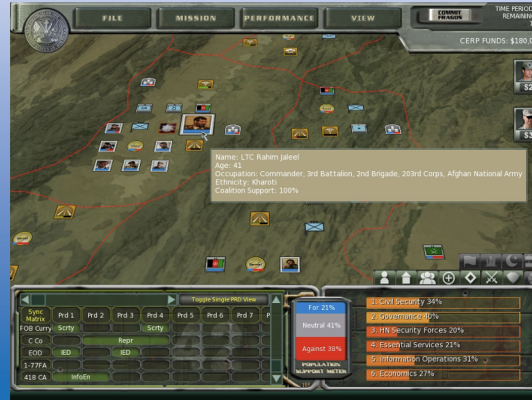 FILE
MISSION
PERFORMANCE
VIEW
COMMIT
FRAGOS
TIME PERIOD
REMAININ
CERP FUNDS: $180,0
Name: LTC Rahim Jaleel
Age: 41
Occupation: Commander, 3rd Battalion, 2nd Brigade, 203rd Corps, Afghan National Army
Ethnicity: Kharoti
Coalition Support: 100%
Toggle Single PRD View
Sync
Matrix
Prd 1
Prd 2
Prd 3
Prd 4
Prd 5
Prd 6
Prd 7
P
FOB Curry
Scrty
Scrty
C Co
Repr
EOD
IED
IED
1-77FA
418 CA
InfoEn
For 21%
Neutral 41%
Against 38%
POPULATION
SUPPORT METER
1. Civil Security 34%
2. Governance 40%
3. HN Security Forces 20%
4. Essential Services 21%
5. Information Operations 31%
6. Economics 27%